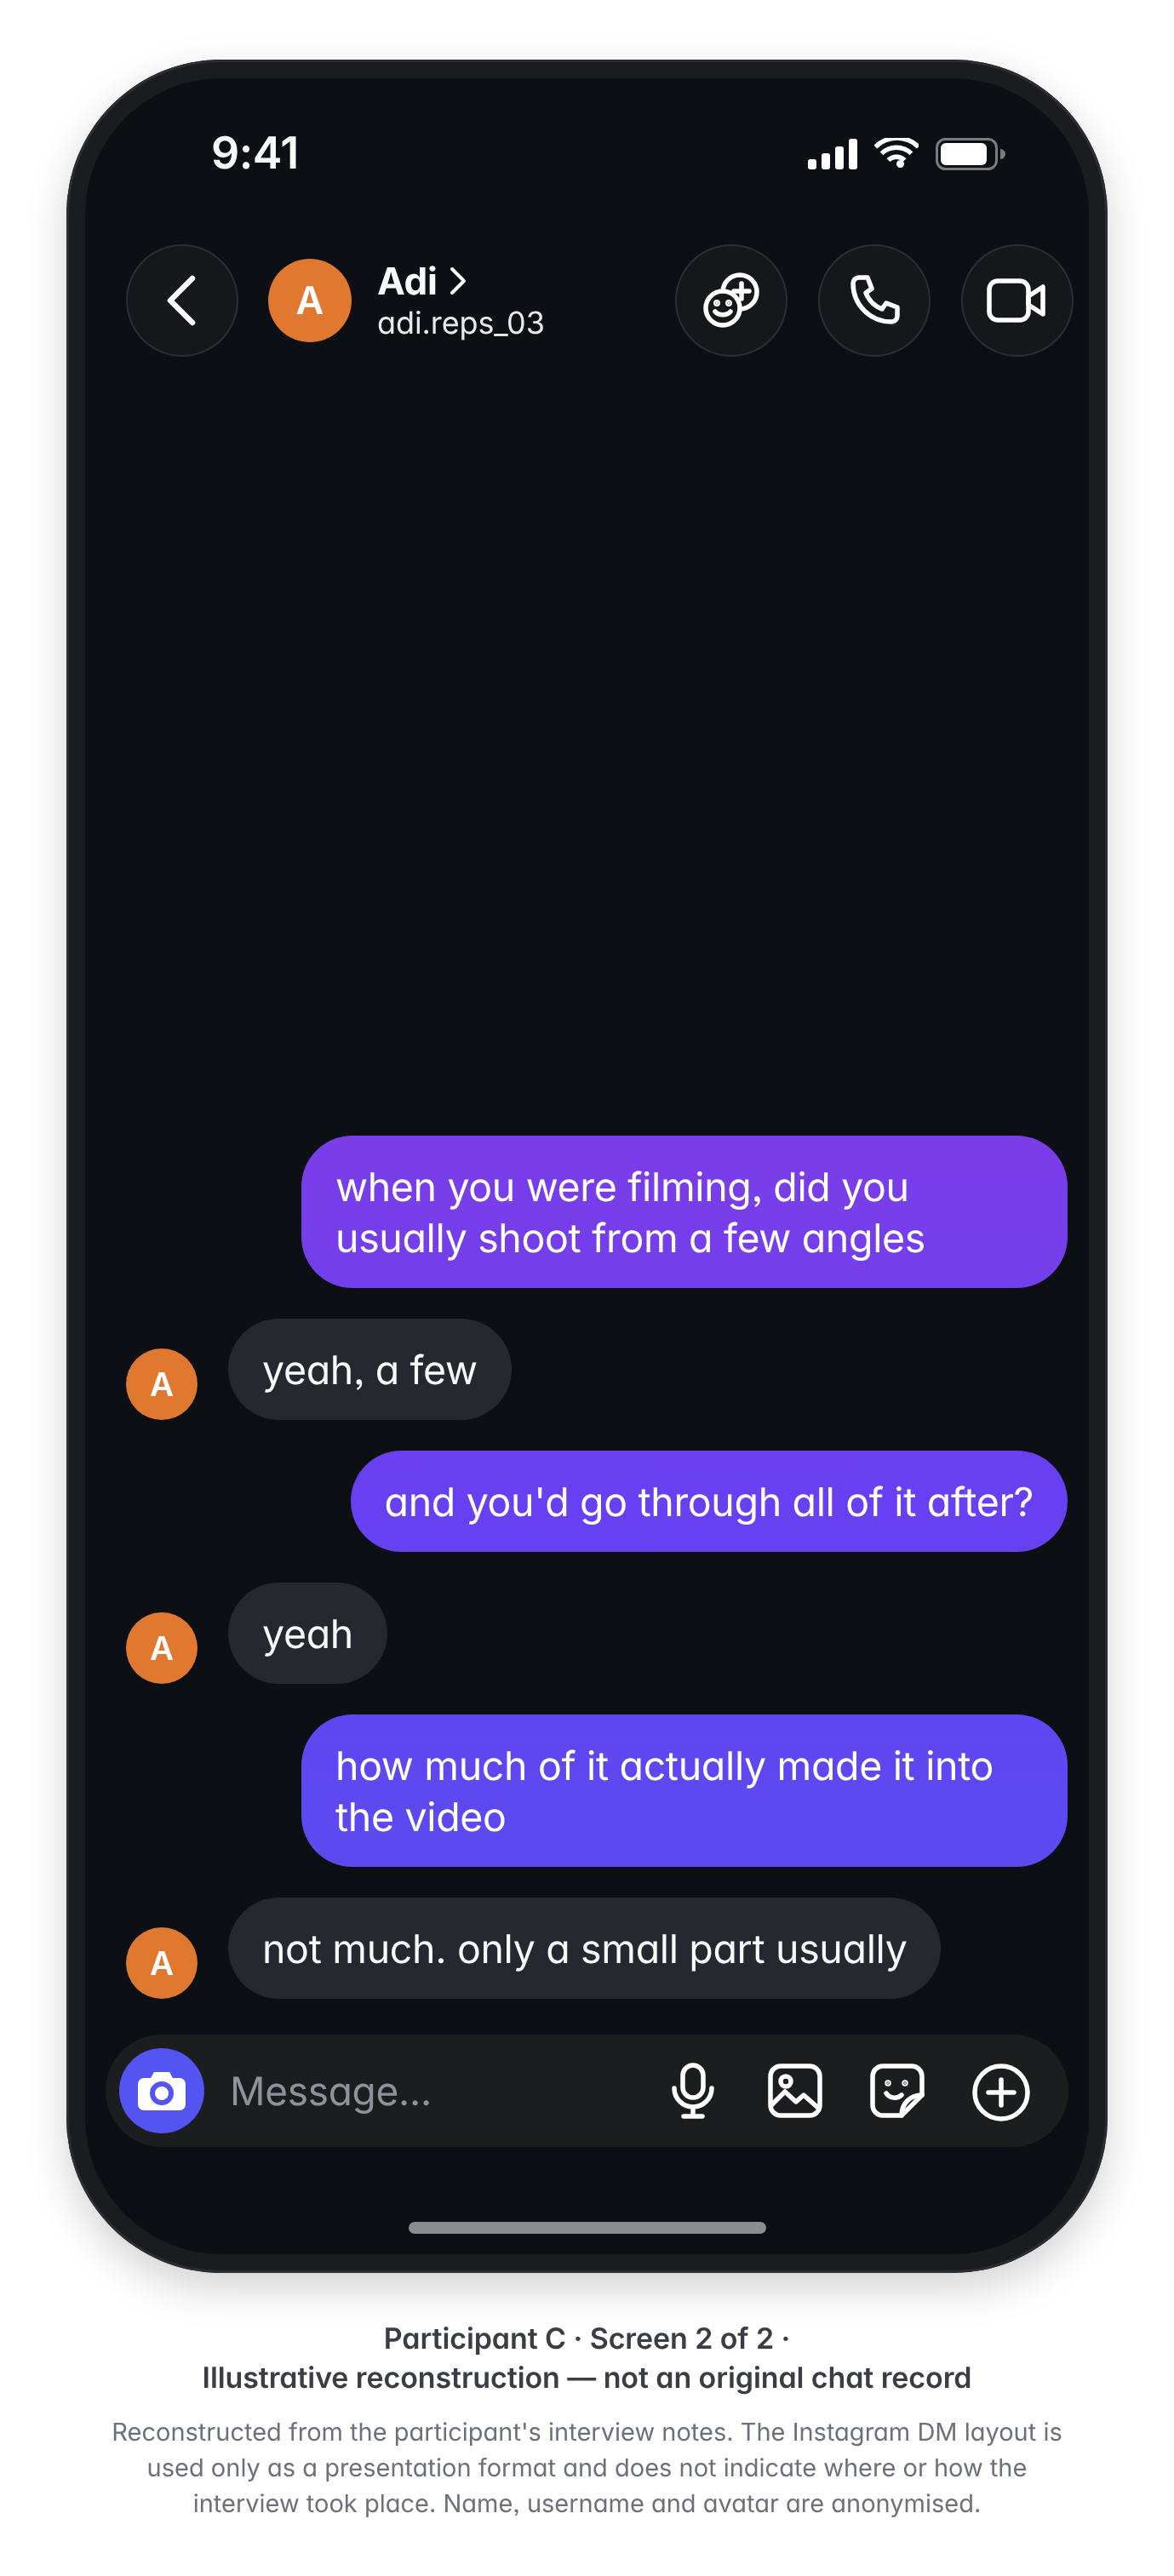 9:41
A
Adi
adi.reps_03
when you were filming, did you
usually shoot from a few angles
A
yeah, a few
and you'd go through all of it after?
A
yeah
how much of it actually made it into
the video
A
not much. only a small part usually
Message...
Participant C · Screen 2 of 2 ·
Illustrative reconstruction — not an original chat record
Reconstructed from the participant's interview notes. The Instagram DM layout is
used only as a presentation format and does not indicate where or how the
interview took place. Name, username and avatar are anonymised.